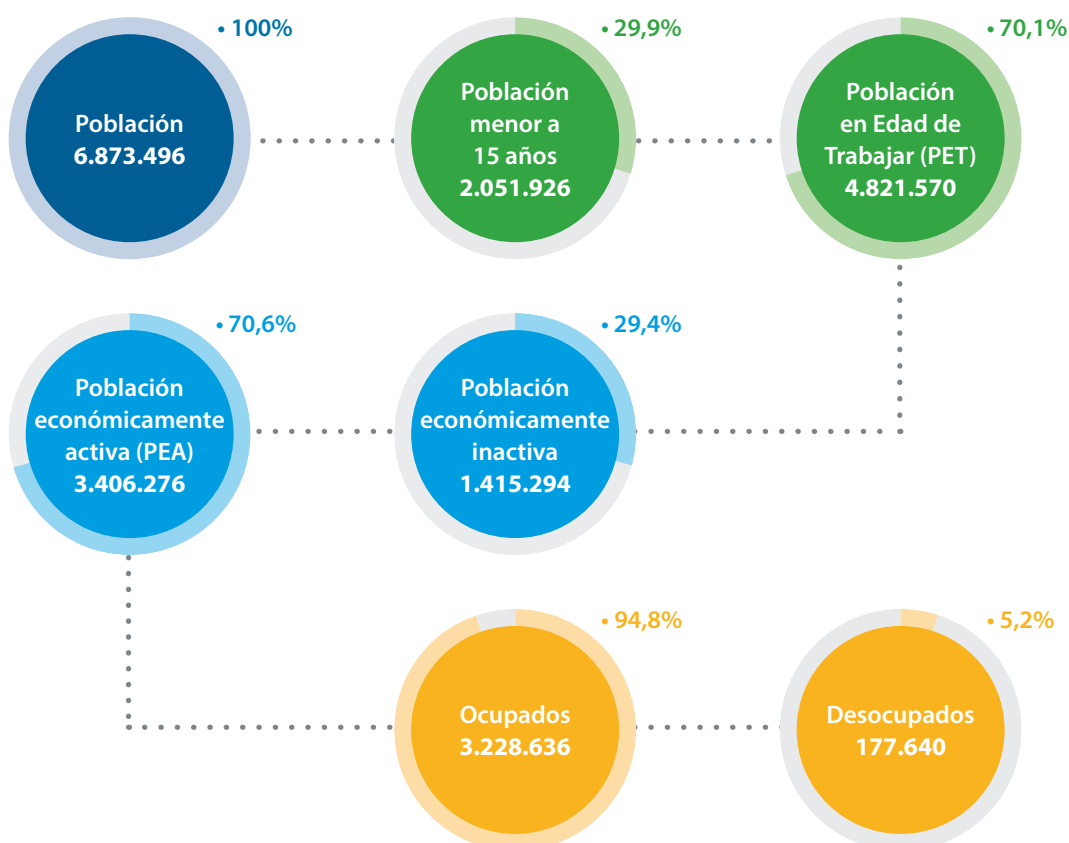 • 100%
Población
6.873.496
• 29,9%
Población
menor a
15 años
2.051.926
• 70,1%
Población
en Edad de
Trabajar (PET)
4.821.570
• 70,6%
Población
económicamente
activa (PEA)
3.406.276
• 29,4%
Población
económicamente
inactiva
1.415.294
• 94,8%
Ocupados
3.228.636
• 5,2%
Desocupados
177.640